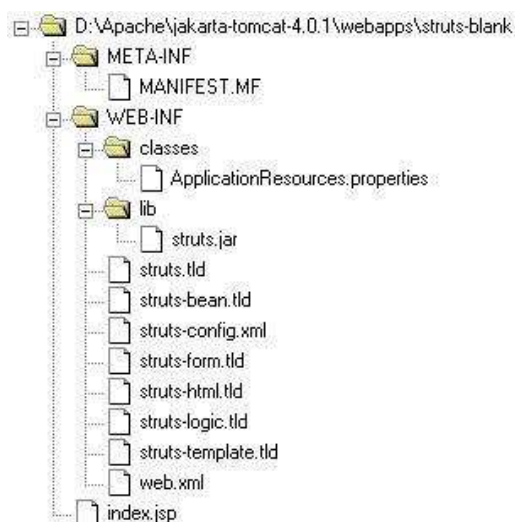 D:\Apache\jakarta-tomcat-4.0.1\webapps\struts-blank
META-INF
MANIFEST.MF
WEB-INF
classes
ApplicationResources.properties
lib
struts.jar
struts.tld
struts-bean.tld
struts-config.xml
struts-form.tld
struts-html.tld
struts-logic.tld
struts-template.tld
web.xml
index.jsp